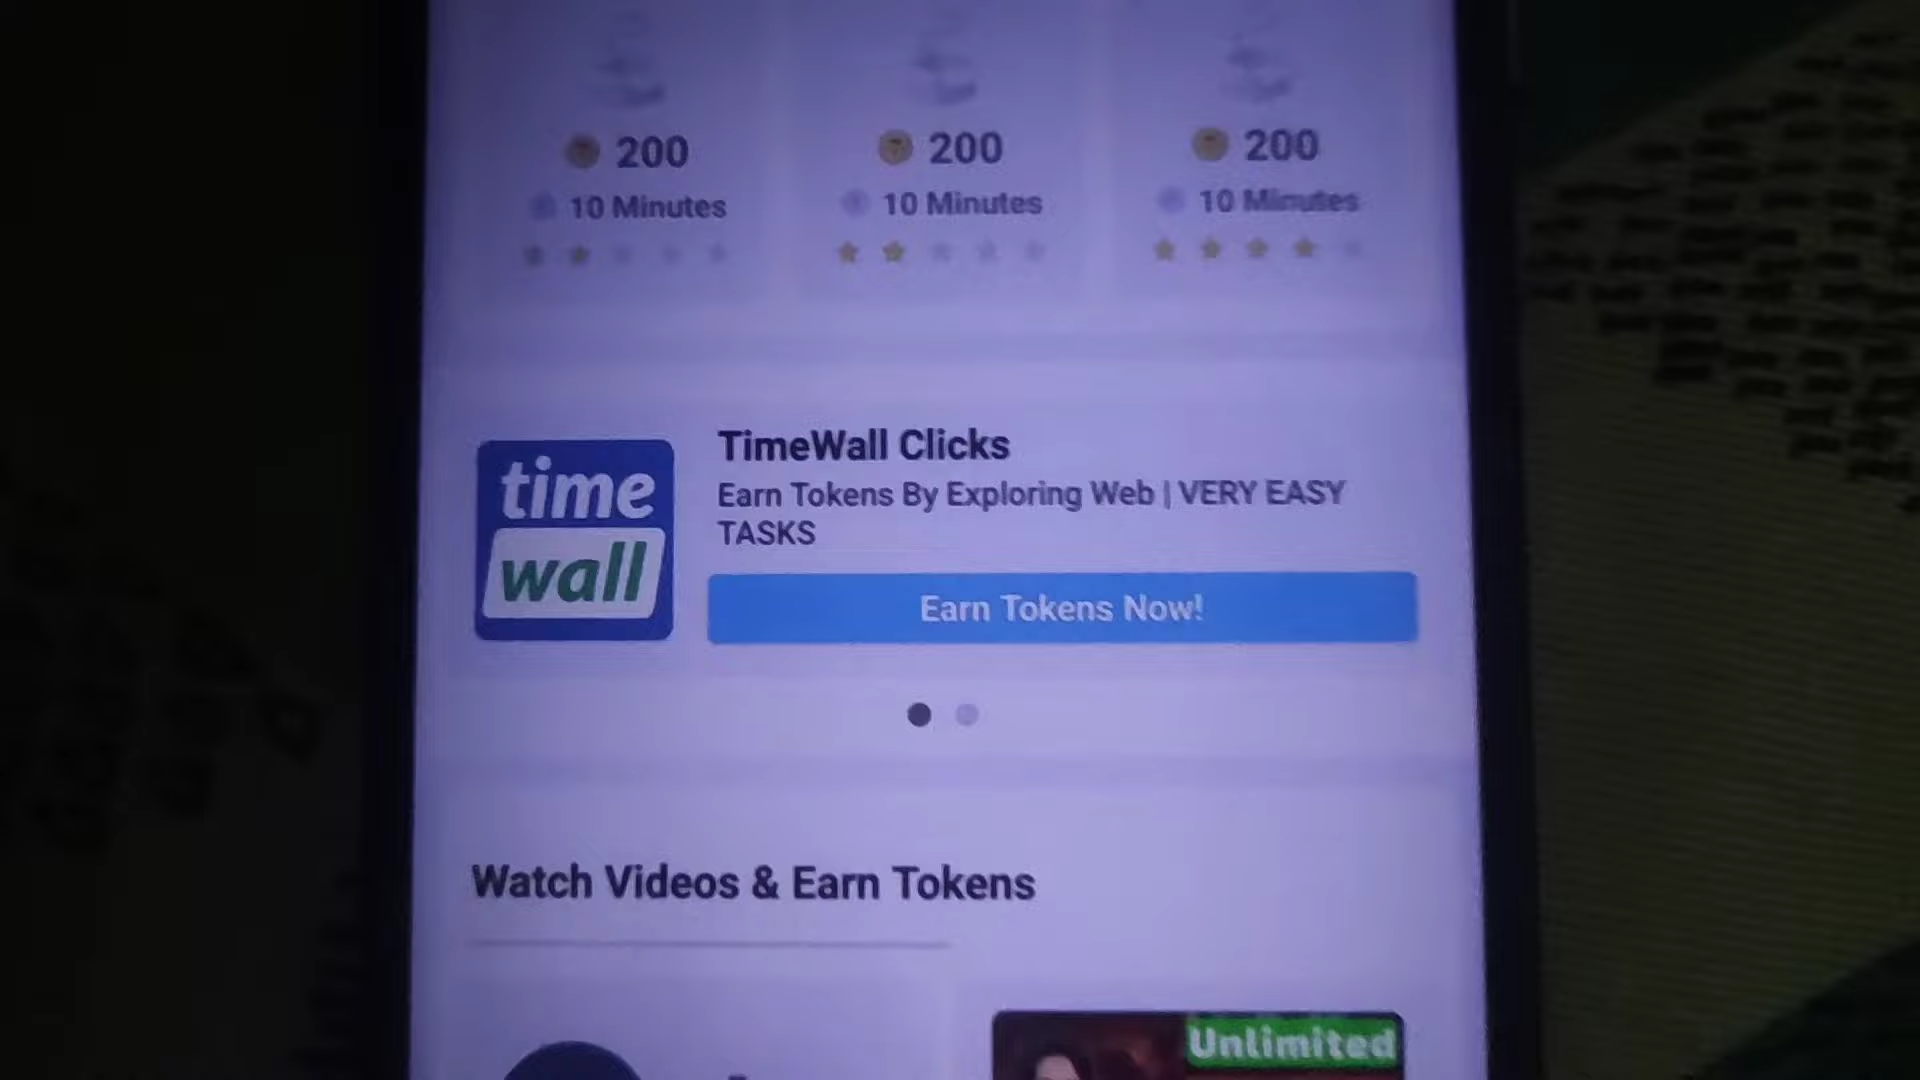 200
200
200
10 Minutes
10 Minutes
10 Minutes
time
wall
TimeWall Clicks
Earn Tokens By Exploring Web | VERY EASY
TASKS
Earn Tokens Now!
Watch Videos & Earn Tokens
Unlimited